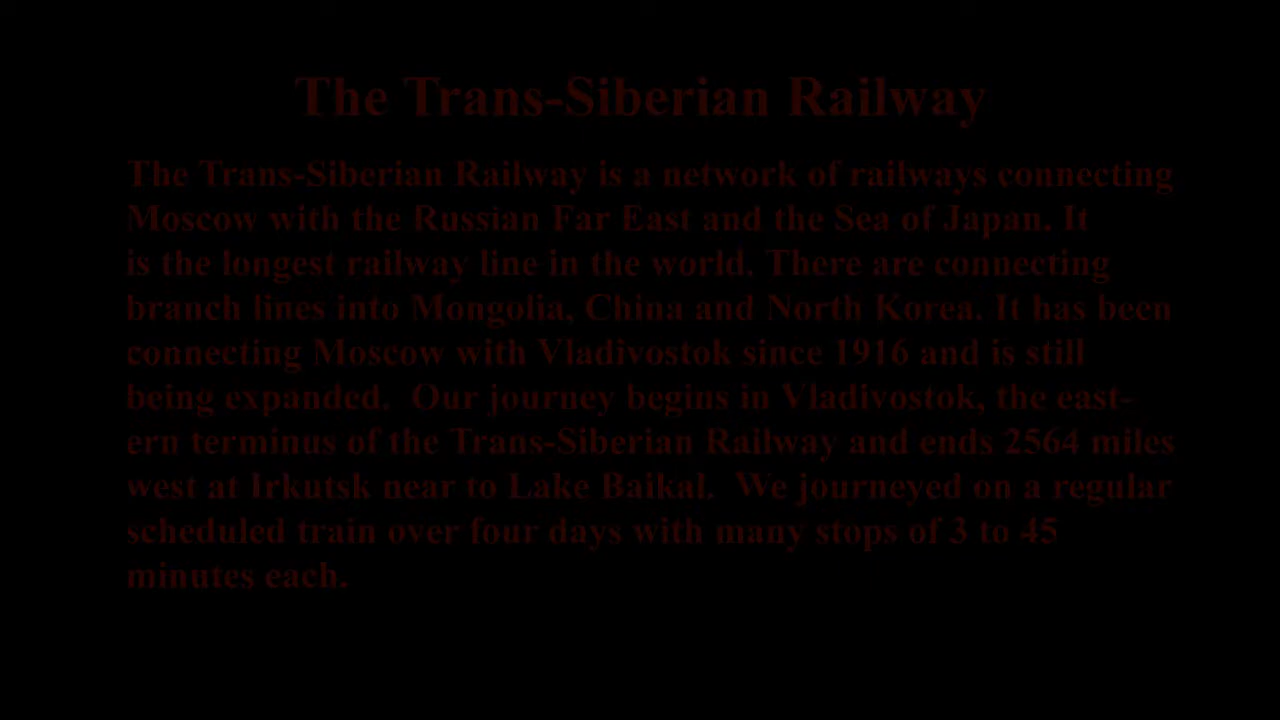 The Trans-Siberian Railway
The Trans-Siberian Railway is a network of railways connecting
Moscow with the Russian Far East and the Sea of Japan. It
is the longest railway line in the world. There are connecting
branch lines into Mongolia, China and North Korea. It has been
connecting Moscow with Vladivostok since 1916 and is still
being expanded.  Our journey begins in Vladivostok, the east-
ern terminus of the Trans-Siberian Railway and ends 2564 miles
west at Irkutsk near to Lake Baikal.  We journeyed on a regular
scheduled train over four days with many stops of 3 to 45
minutes each.